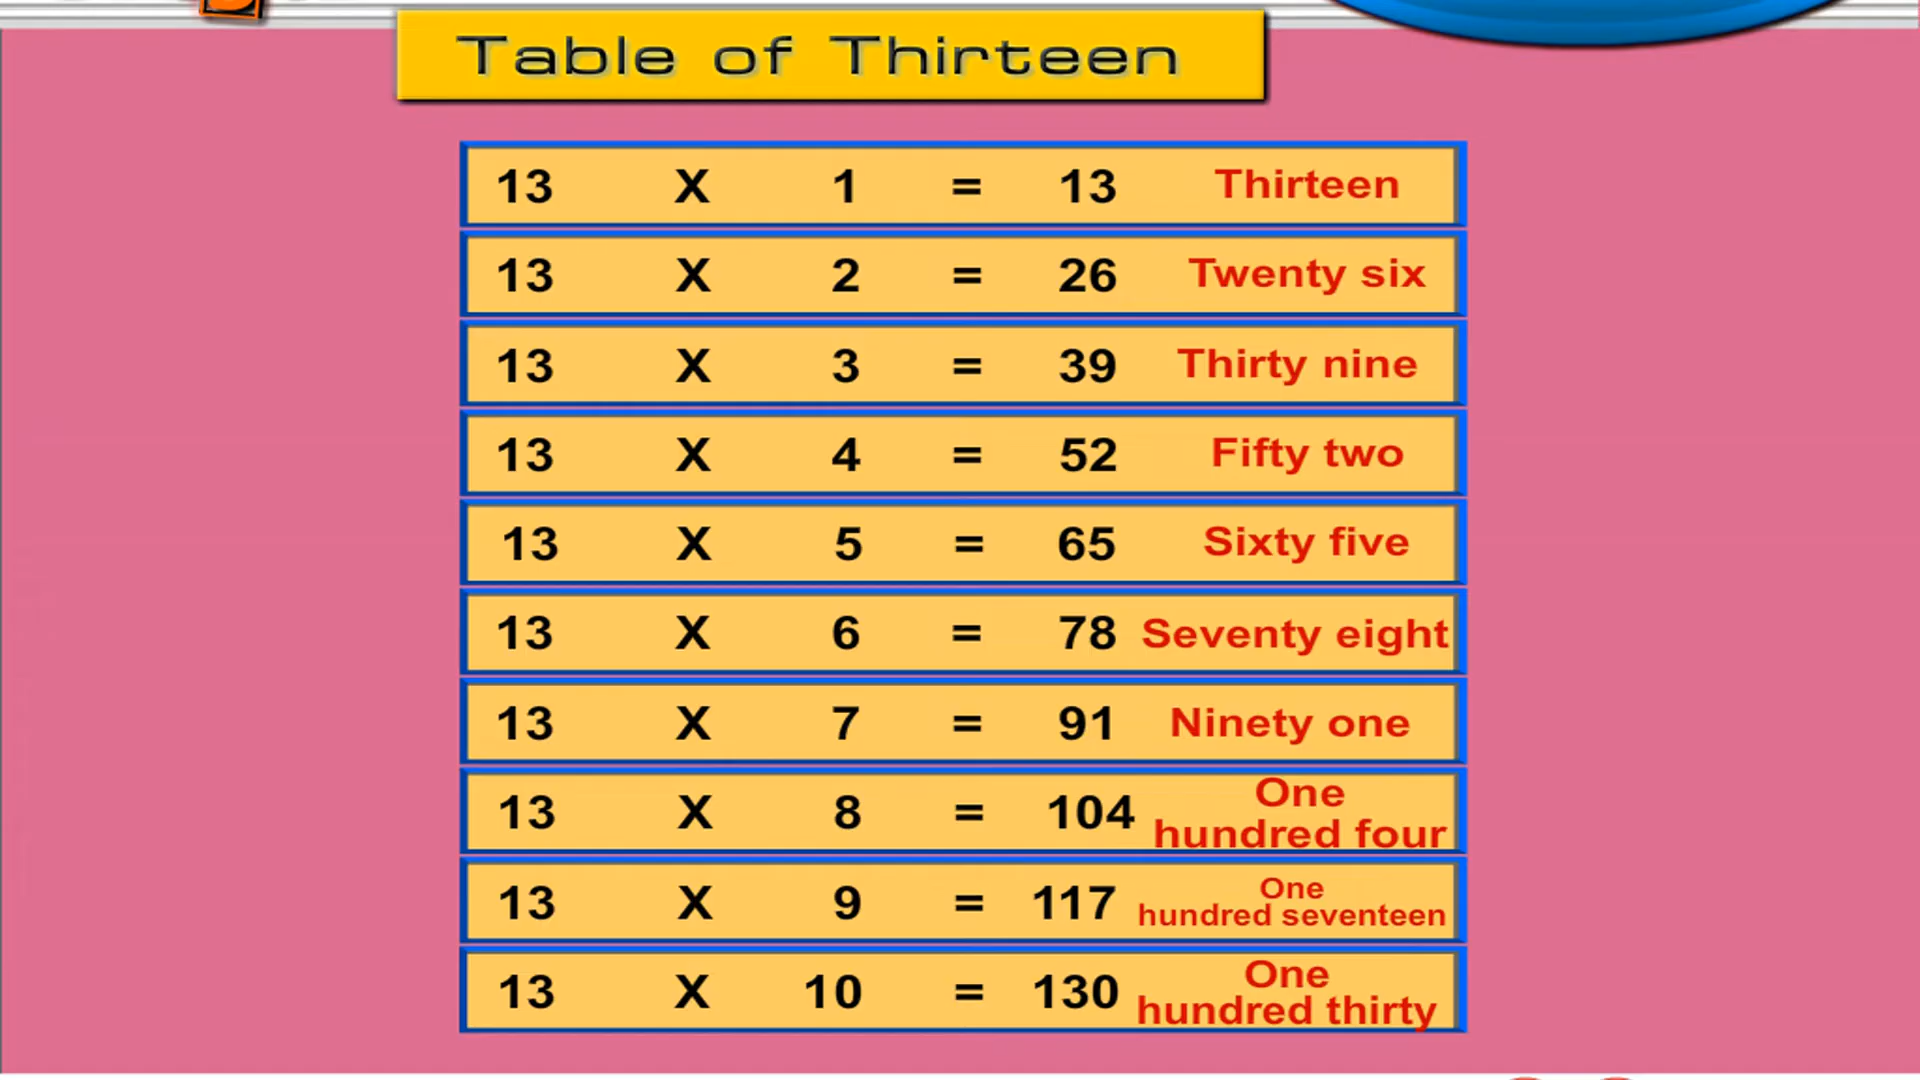 Table of Thirteen
13 X 1 = 13 Thirteen
13 X 2 = 26 Twenty six
13 X 3 = 39 Thirty nine
13 X 4 = 52 Fifty two
13 X 5 = 65 Sixty five
13 X 6 = 78 Seventy eight
13 X 7 = 91 Ninety one
13 X 8 = 104 One
hundred four
13 X 9 = 117 One
hundred seventeen
13 X 10 = 130 One
hundred thirty